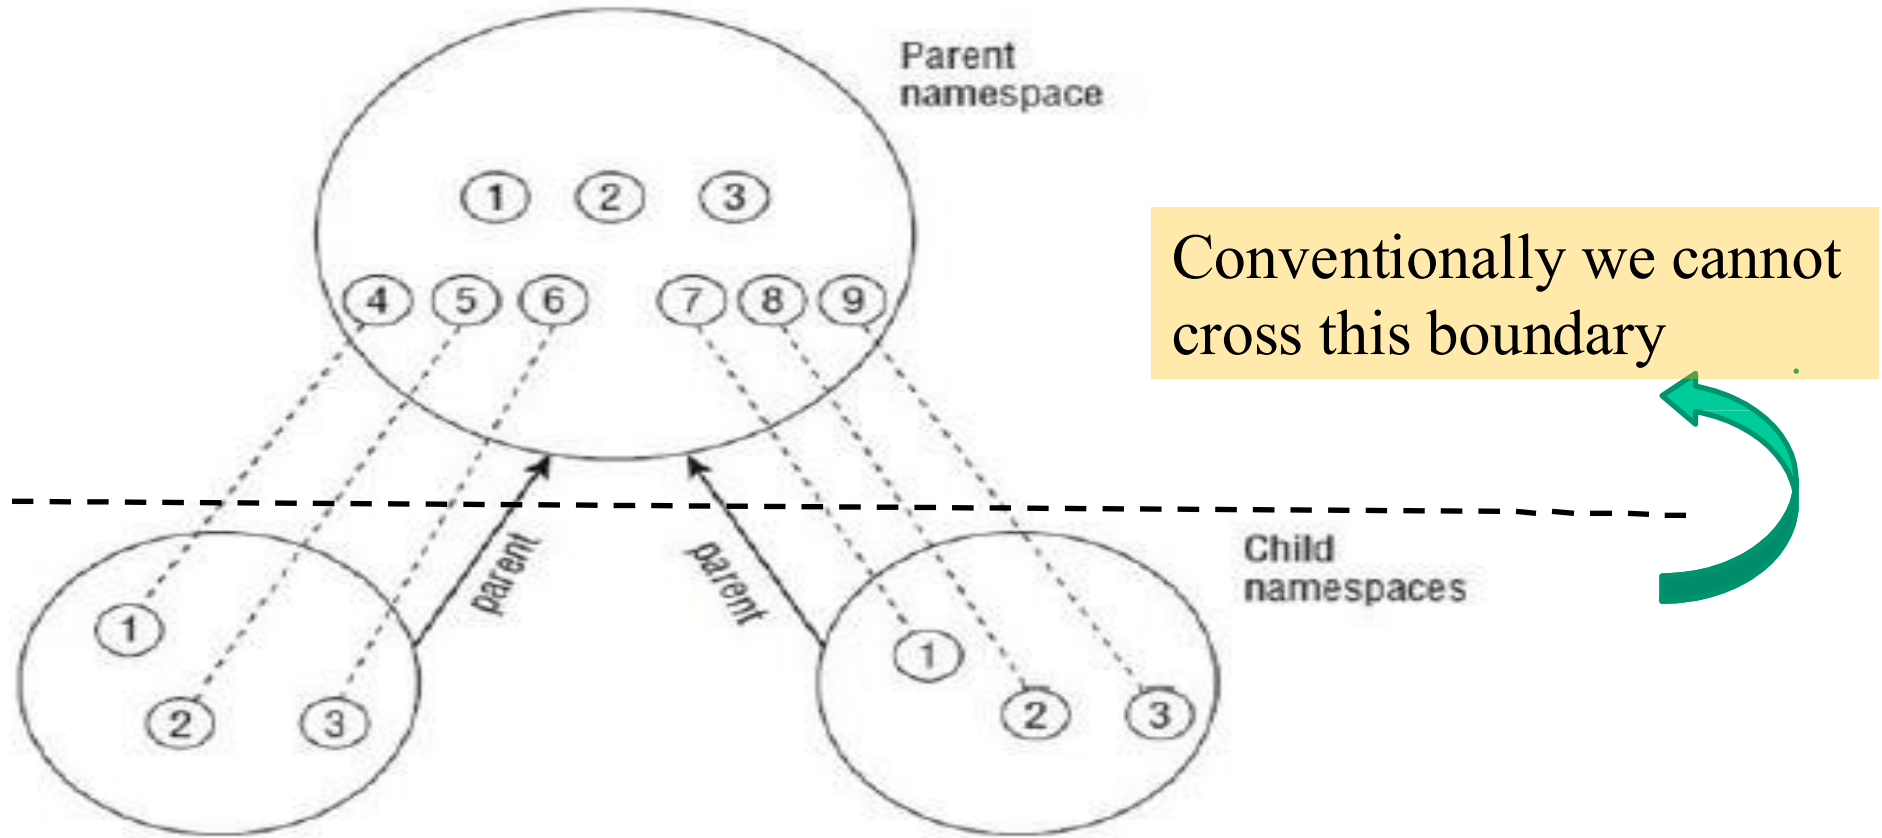 Parent
namespace
1 2 3
4 5 6 7 8 9
Conventionally we cannot
cross this boundary
parent
parent
Child
namespaces
1
2 3
1
2 3